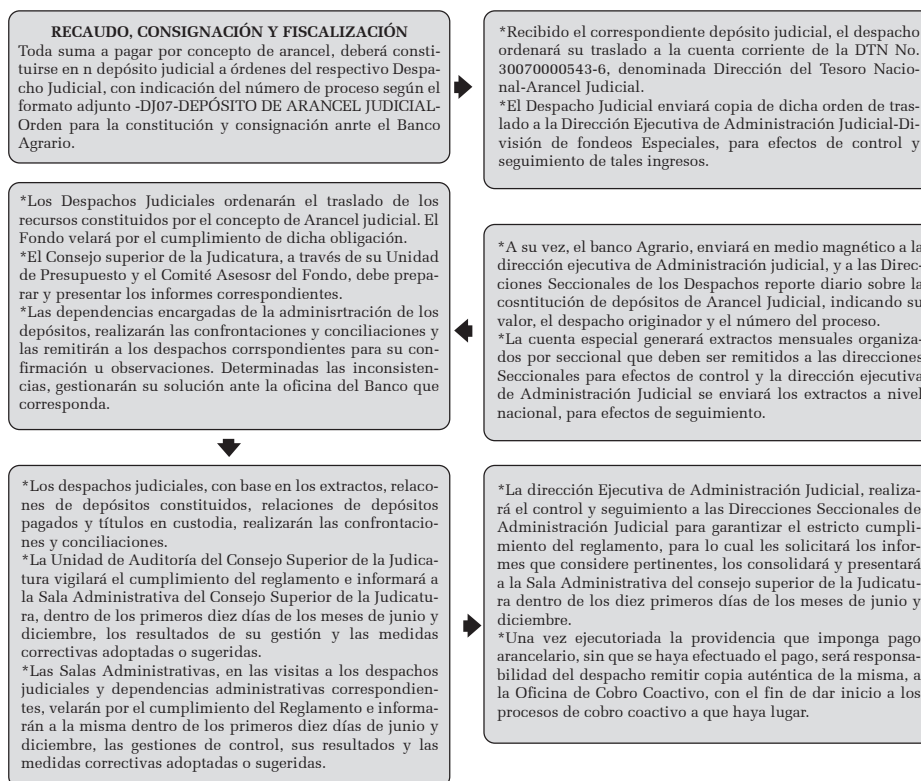 RECAUDO, CONSIGNACIÓN Y FISCALIZACIÓN
Toda suma a pagar por concepto de arancel, deberá consti-
tuirse en n depósito judicial a órdenes del respectivo Despa-
cho Judicial, con indicación del número de proceso según el
formato adjunto -DJ07-DEPÓSITO DE ARANCEL JUDICIAL-
Orden para la constitución y consignación anrte el Banco
Agrario.
*Recibido el correspondiente depósito judicial, el despacho
ordenará su traslado a la cuenta corriente de la DTN No.
30070000543-6, denominada Dirección del Tesoro Nacio-
nal-Arancel Judicial.
*El Despacho Judicial enviará copia de dicha orden de tras-
lado a la Dirección Ejecutiva de Administración Judicial-Di-
visión de fondeos Especiales, para efectos de control y
seguimiento de tales ingresos.
*A su vez, el banco Agrario, enviará en medio magnético a la
dirección ejecutiva de Administración judicial, y a las Direc-
ciones Seccionales de los Despachos reporte diario sobre la
cosntitución de depósitos de Arancel Judicial, indicando su
valor, el despacho originador y el número del proceso.
*La cuenta especial generará extractos mensuales organiza-
dos por seccional que deben ser remitidos a las direcciones
Seccionales para efectos de control y la dirección ejecutiva
de Administración Judicial se enviará los extractos a nivel
nacional, para efectos de seguimiento.
*Los Despachos Judiciales ordenarán el traslado de los
recursos constituidos por el concepto de Arancel judicial. El
Fondo velará por el cumplimiento de dicha obligación.
*El Consejo superior de la Judicatura, a través de su Unidad
de Presupuesto y el Comité Asesosr del Fondo, debe prepa-
rar y presentar los informes correspondientes.
*Las dependencias encargadas de la adminisrtración de los
depósitos, realizarán las confrontaciones y conciliaciones y
las remitirán a los despachos corrspondientes para su con-
firmación u observaciones. Determinadas las inconsisten-
cias, gestionarán su solución ante la oficina del Banco que
corresponda.
*Los despachos judiciales, con base en los extractos, relaco-
nes de depósitos constituidos, relaciones de depósitos
pagados y títulos en custodia, realizarán las confrontacio-
nes y conciliaciones.
*La Unidad de Auditoría del Consejo Superior de la Judica-
tura vigilará el cumplimiento del reglamento e informará a
la Sala Administrativa del Consejo Superior de la Judicatu-
ra, dentro de los primeros diez días de los meses de junio y
diciembre, los resultados de su gestión y las medidas
correctivas adoptadas o sugeridas.
*Las Salas Administrativas, en las visitas a los despachos
judiciales y dependencias administrativas correspondien-
tes, velarán por el cumplimiento del Reglamento e informa-
rán a la misma dentro de los primeros diez días de junio y
diciembre, las gestiones de control, sus resultados y las
medidas correctivas adoptadas o sugeridas.
*La dirección Ejecutiva de Administración Judicial, realiza-
rá el control y seguimiento a las Direcciones Seccionales de
Administración Judicial para garantizar el estricto cumpli-
miento del reglamento, para lo cual les solicitará los infor-
mes que considere pertinentes, los consolidará y presentará
a la Sala Administrativa del consejo superior de la Judicatu-
ra dentro de los diez primeros días de los meses de junio y
diciembre.
*Una vez ejecutoriada la providencia que imponga pago
arancelario, sin que se haya efectuado el pago, será responsa-
bilidad del despacho remitir copia auténtica de la misma, a
la Oficina de Cobro Coactivo, con el fin de dar inicio a los
procesos de cobro coactivo a que haya lugar.